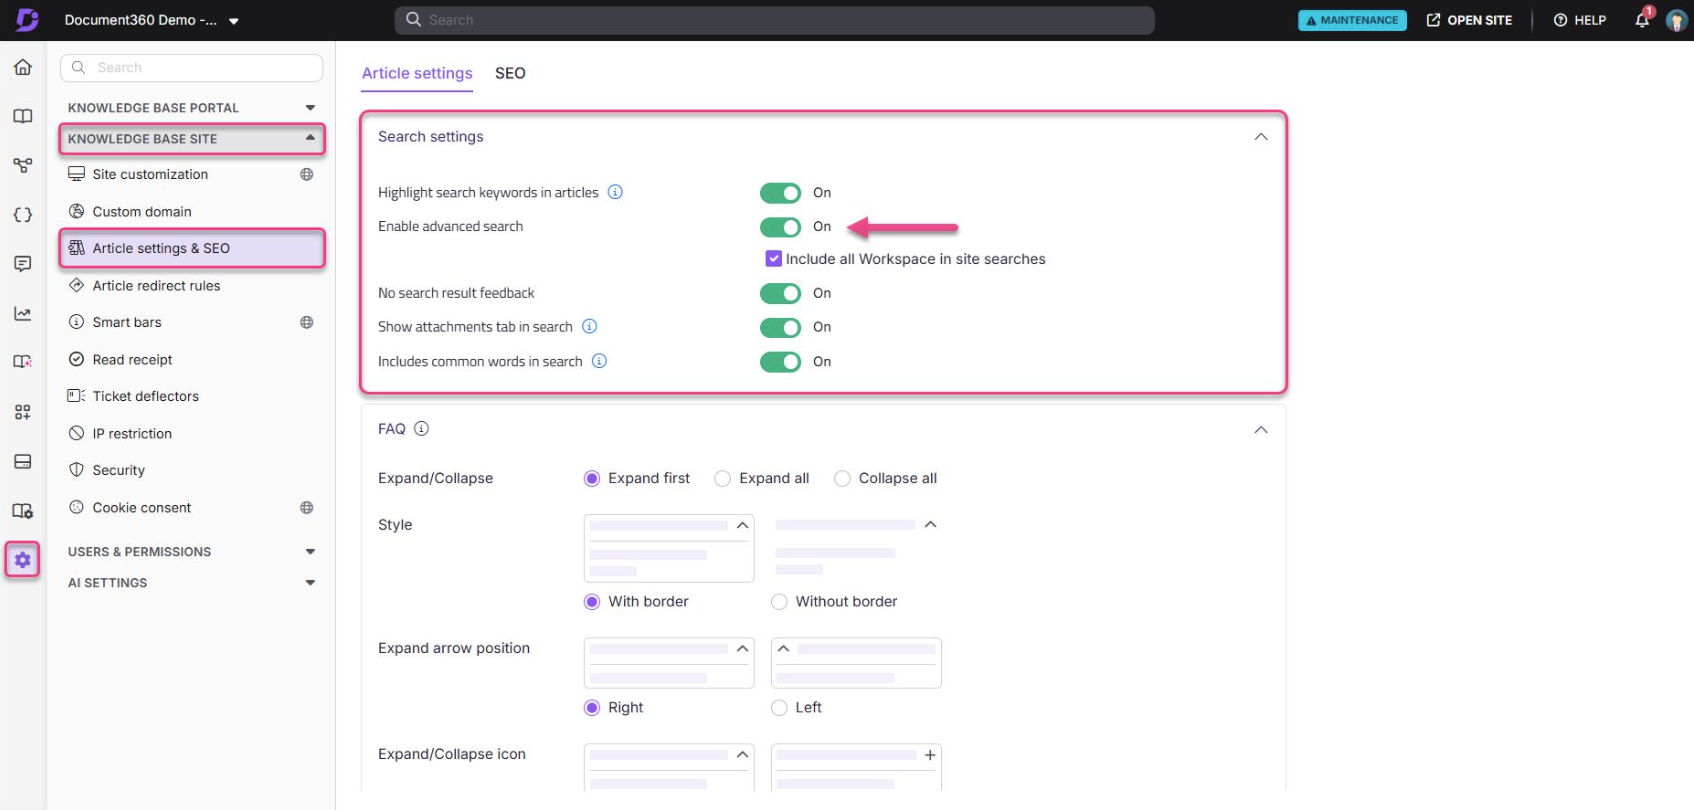 Document360 Demo -...
Search
MAINTENANCE
OPEN SITE
HELP
1
Search
KNOWLEDGE BASE PORTAL
KNOWLEDGE BASE SITE
Site customization
Custom domain
Article settings & SEO
Article redirect rules
Smart bars
Read receipt
Ticket deflectors
IP restriction
Security
Cookie consent
USERS & PERMISSIONS
AI SETTINGS
Article settings
SEO
Search settings
Highlight search keywords in articles On
Enable advanced search On
Include all Workspace in site searches
No search result feedback On
Show attachments tab in search On
Includes common words in search On
FAQ
Expand/Collapse Expand first Expand all Collapse all
Style
With border Without border
Expand arrow position
Right Left
Expand/Collapse icon